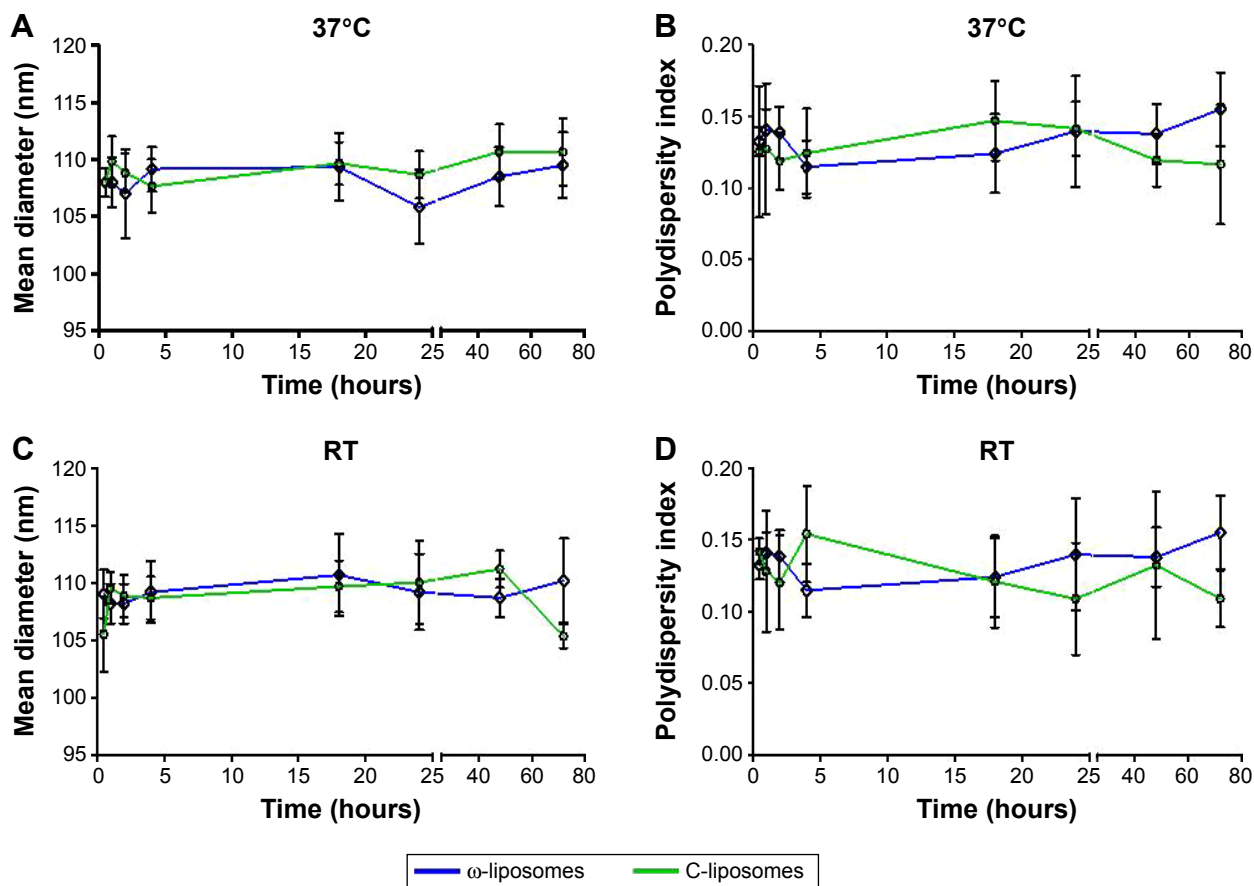 A
37°C
Mean diameter (nm)
120
115
110
105
100
95
0 5 10 15 20 25 40 60 80
Time (hours)
B
37°C
Polydispersity index
0.20
0.15
0.10
0.05
0.00
0 5 10 15 20 25 40 60 80
Time (hours)
C
RT
Mean diameter (nm)
120
115
110
105
100
95
0 5 10 15 20 25 40 60 80
Time (hours)
D
RT
Polydispersity index
0.20
0.15
0.10
0.05
0.00
0 5 10 15 20 25 40 60 80
Time (hours)
ω-liposomes C-liposomes